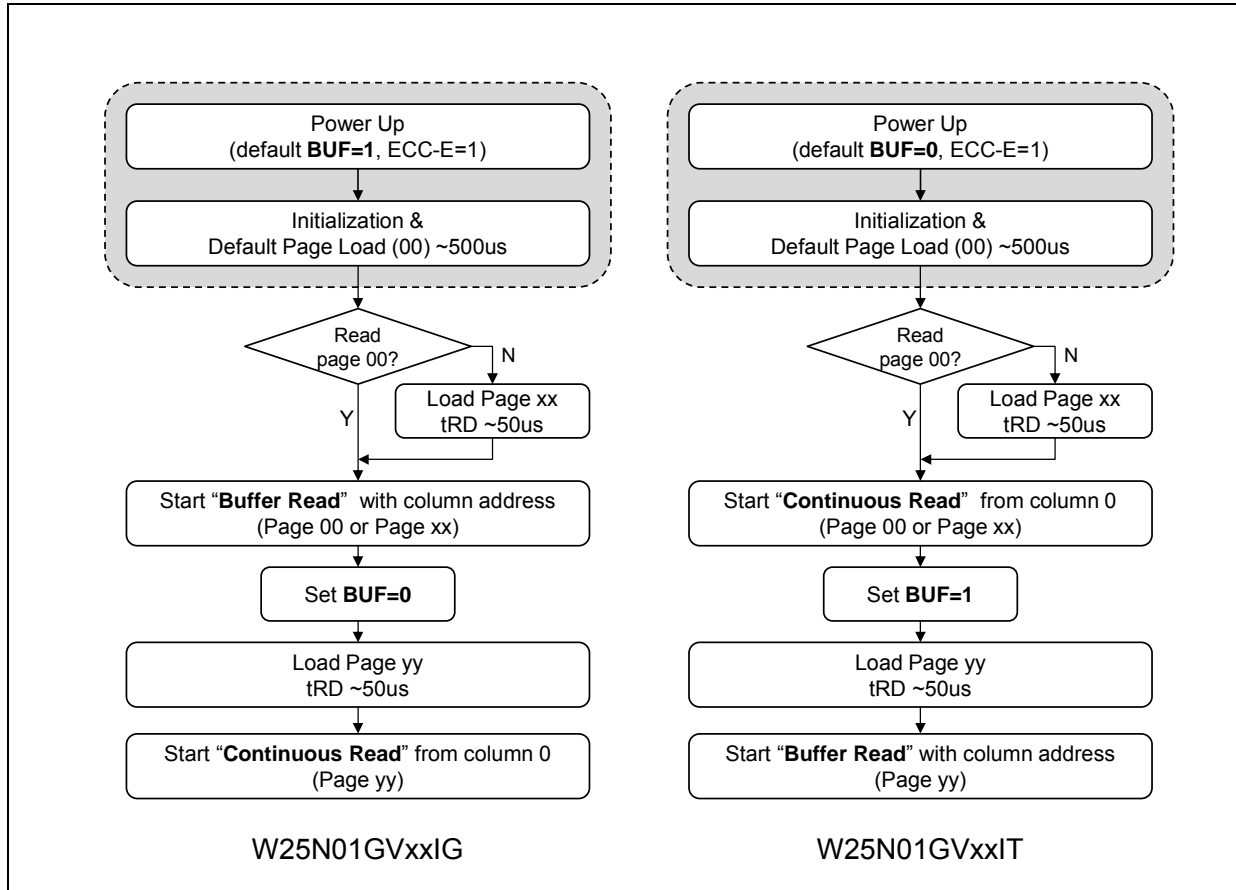 Power Up
(default BUF=1, ECC-E=1)
Initialization &
Default Page Load (00) ~500us
Read
page 00?
N
Load Page xx
tRD ~50us
Y
Start “Buffer Read” with column address
(Page 00 or Page xx)
Set BUF=0
Load Page yy
tRD ~50us
Start “Continuous Read” from column 0
(Page yy)
W25N01GVxxIG
Power Up
(default BUF=0, ECC-E=1)
Initialization &
Default Page Load (00) ~500us
Read
page 00?
N
Load Page xx
tRD ~50us
Y
Start “Continuous Read” from column 0
(Page 00 or Page xx)
Set BUF=1
Load Page yy
tRD ~50us
Start “Buffer Read” with column address
(Page yy)
W25N01GVxxIT